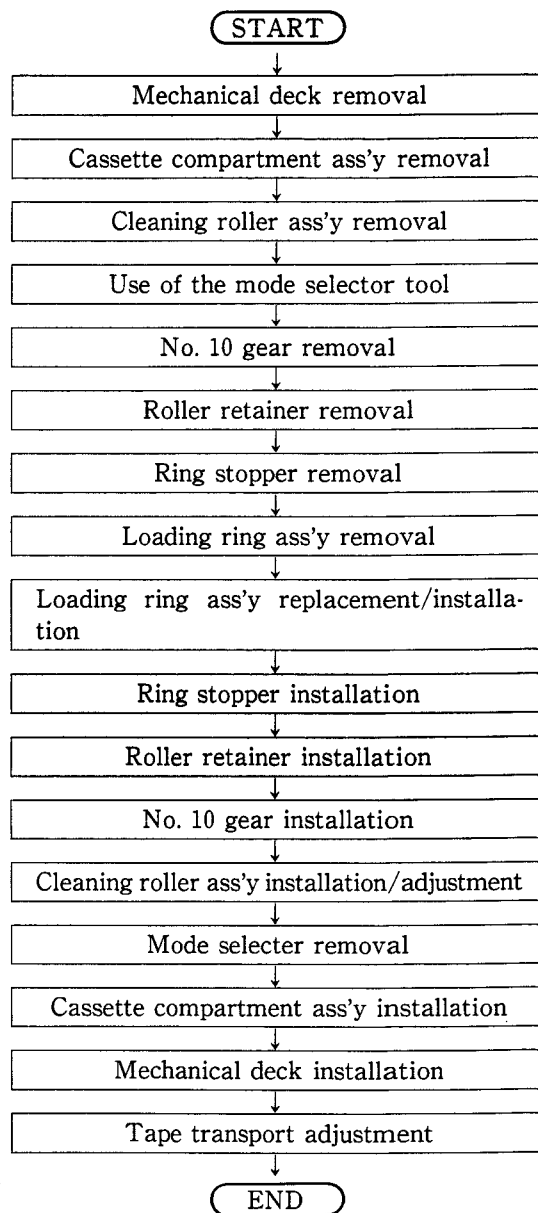 START
Mechanical deck removal
Cassette compartment ass'y removal
Cleaning roller ass'y removal
Use of the mode selector tool
No. 10 gear removal
Roller retainer removal
Ring stopper removal
Loading ring ass'y removal
Loading ring ass'y replacement/installa-
tion
Ring stopper installation
Roller retainer installation
No. 10 gear installation
Cleaning roller ass'y installation/adjustment
Mode selecter removal
Cassette compartment ass'y installation
Mechanical deck installation
Tape transport adjustment
END